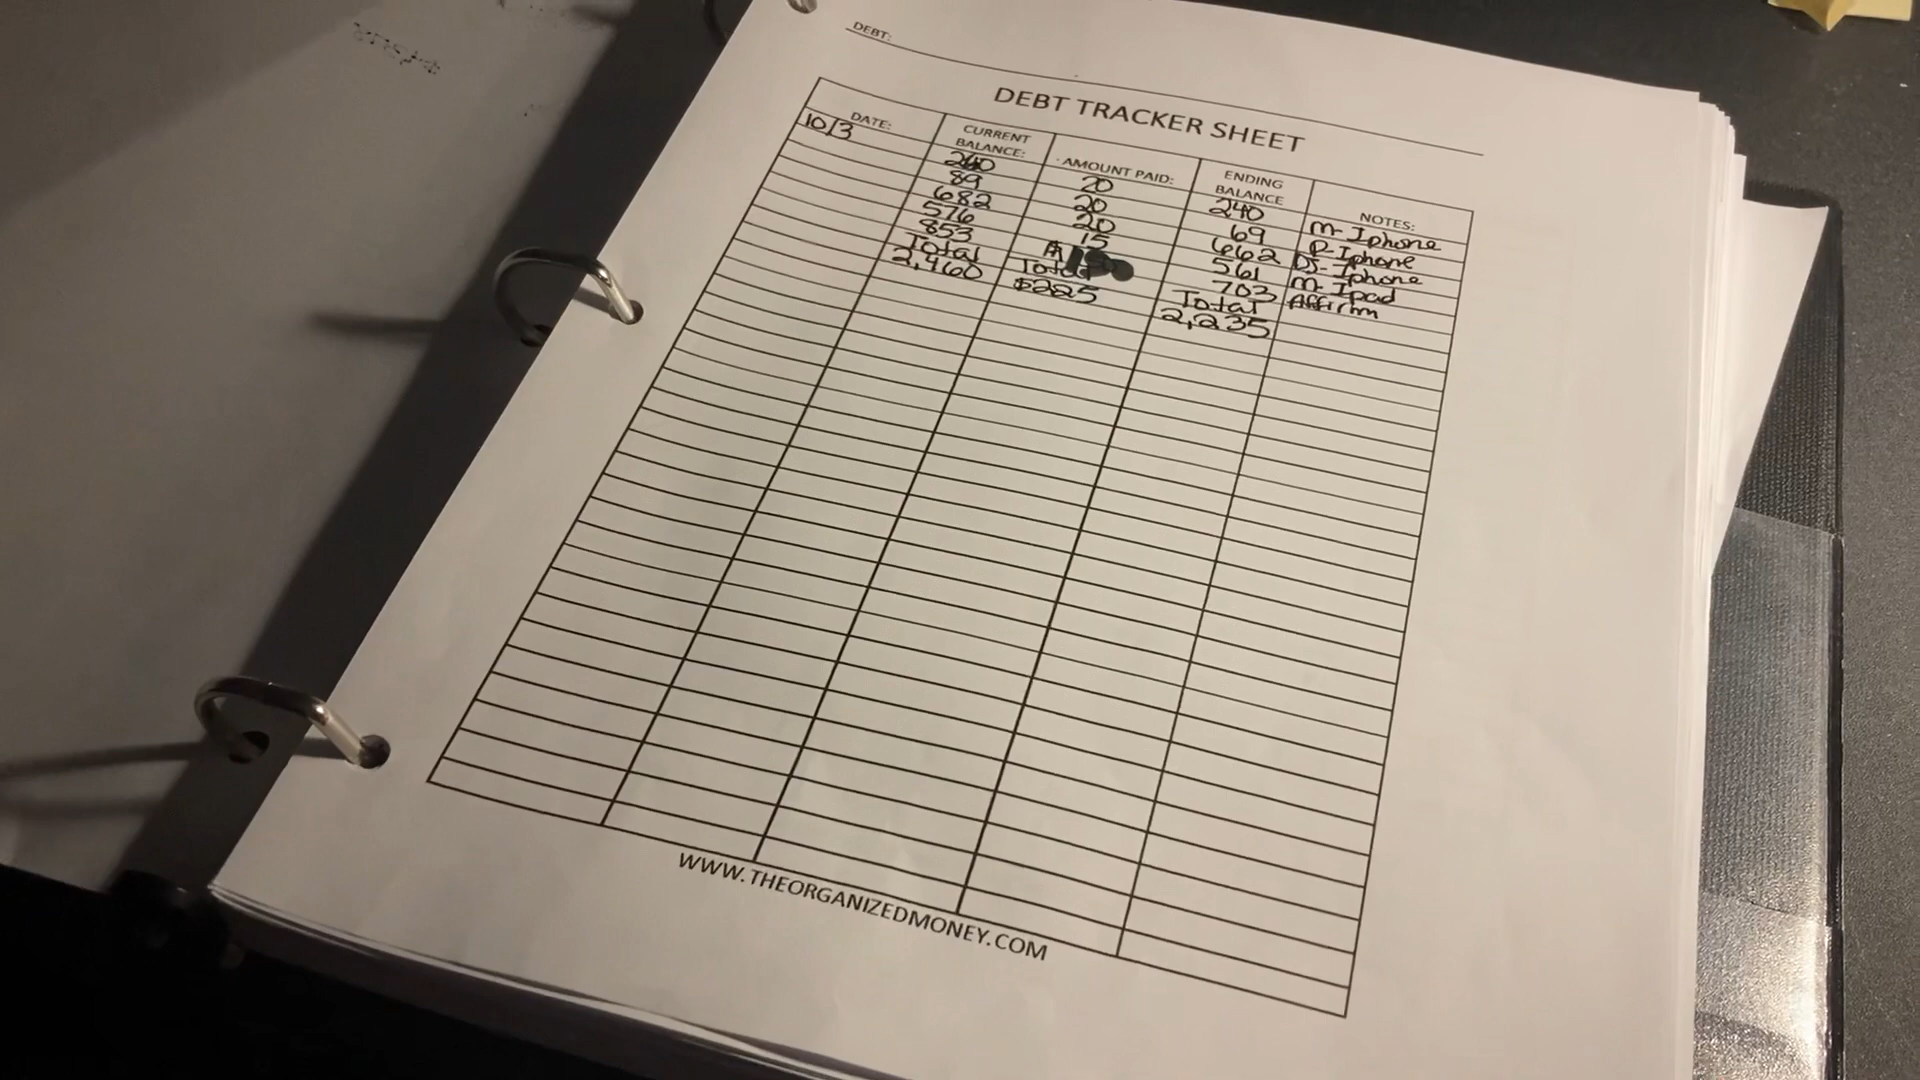 DEBT:
DEBT TRACKER SHEET
DATE: CURRENT BALANCE: AMOUNT PAID: ENDING BALANCE NOTES:
10/3 20 240 M- Iphone
89 20 69 P- Iphone
682 20 662 DJ- Iphone
576 15 561 M- Ipad
853 703 Affirm
Total Total Total
2,460 $225 2,235
WWW.THEORGANIZEDMONEY.COM